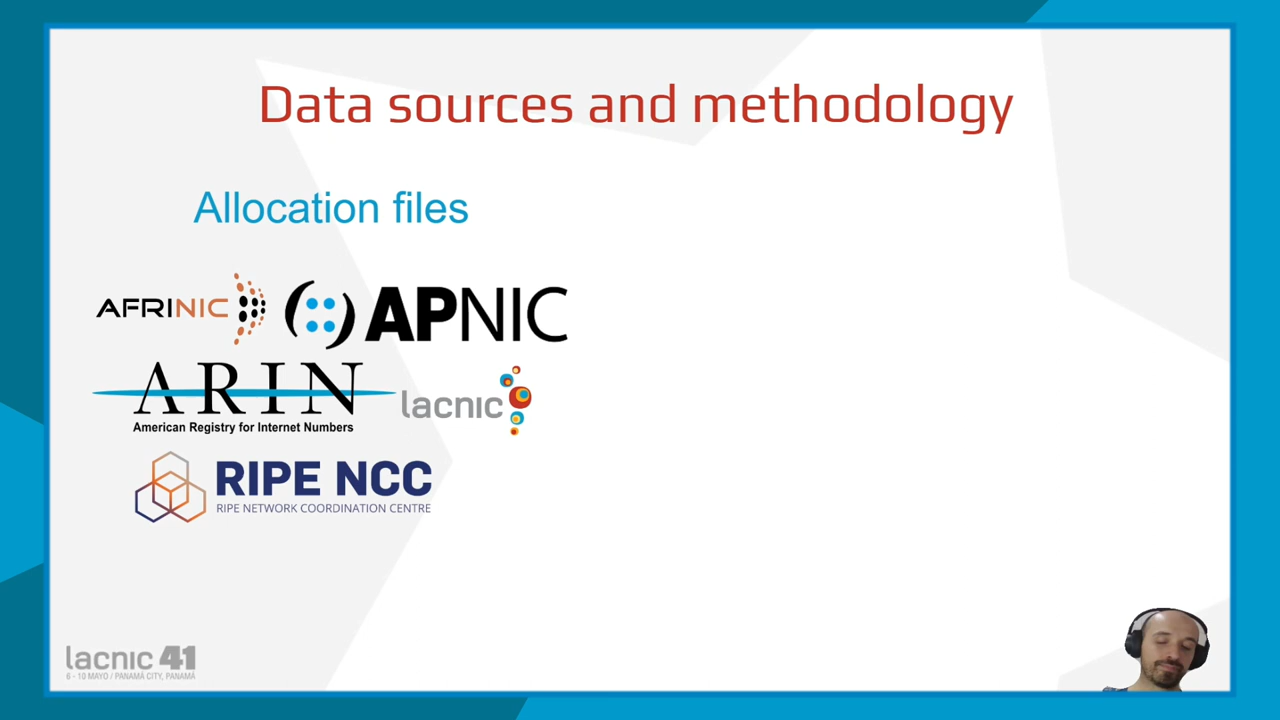 Data sources and methodology
Allocation files
AFRINIC
APNIC
ARIN
American Registry for Internet Numbers
lacnic
RIPE NCC
RIPE NETWORK COORDINATION CENTRE
lacnic 41
6 - 10 MAYO / PANAMÁ CITY, PANAMÁ